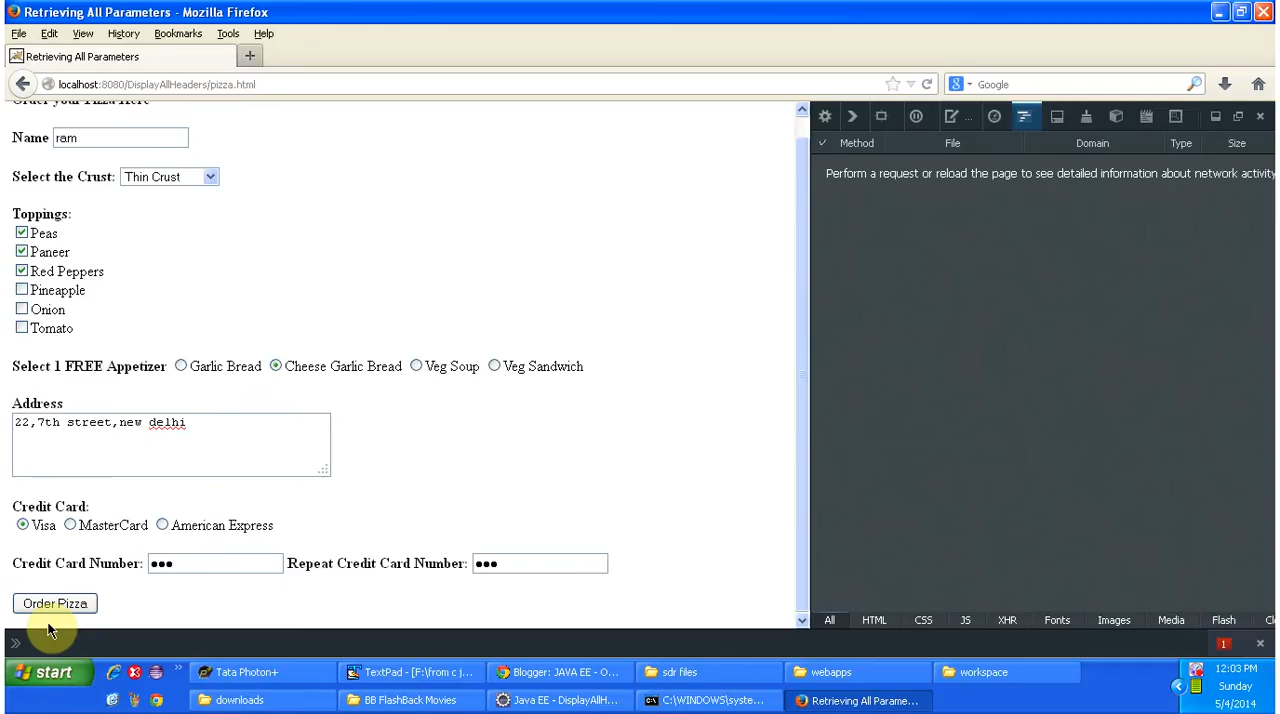 Retrieving All Parameters - Mozilla Firefox
File Edit View History Bookmarks Tools Help
Retrieving All Parameters
localhost:8080/DisplayAllHeaders/pizza.html
Google
Order your Pizza Here
Name ram
Select the Crust: Thin Crust
Toppings:
Peas
Paneer
Red Peppers
Pineapple
Onion
Tomato
Select 1 FREE Appetizer Garlic Bread Cheese Garlic Bread Veg Soup Veg Sandwich
Address
22,7th street,new delhi
Credit Card:
Visa MasterCard American Express
Credit Card Number: ●●● Repeat Credit Card Number: ●●●
Order Pizza
✓ Method File Domain Type Size
Perform a request or reload the page to see detailed information about network activity
All HTML CSS JS XHR Fonts Images Media Flash
1
start
Tata Photon+
TextPad - [F:\from c j...
Blogger: JAVA EE - O...
sdr files
webapps
workspace
downloads
BB FlashBack Movies
Java EE - DisplayAllH...
C:\WINDOWS\syste...
Retrieving All Parame...
12:03 PM
Sunday
5/4/2014